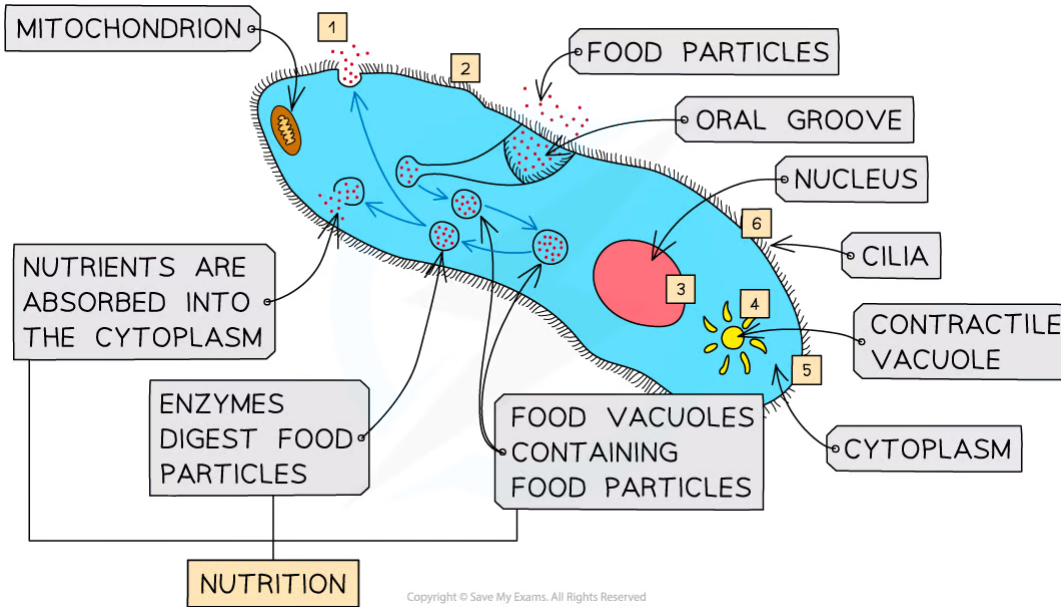 MITOCHONDRION
1
2
FOOD PARTICLES
ORAL GROOVE
NUCLEUS
6
CILIA
NUTRIENTS ARE
ABSORBED INTO
THE CYTOPLASM
3
4
CONTRACTILE
VACUOLE
5
ENZYMES
DIGEST FOOD
PARTICLES
FOOD VACUOLES
CONTAINING
FOOD PARTICLES
CYTOPLASM
NUTRITION
Copyright © Save My Exams. All Rights Reserved